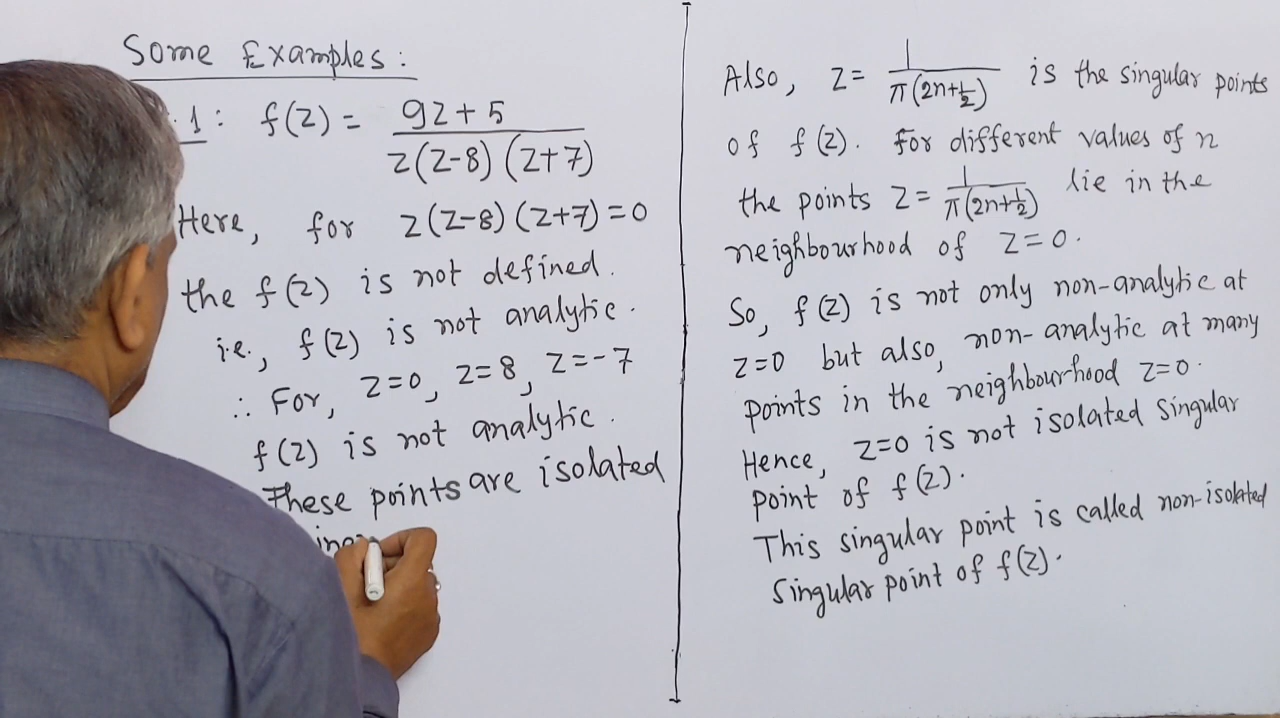 Some Examples:
1: f(z) = 9z+5 / z(z-8)(z+7)
Here, for z(z-8)(z+7)=0
the f(z) is not defined.
i.e., f(z) is not analytic.
∴ For, z=0, z=8, z=-7
f(z) is not analytic.
These points are isolated
Also, z= 1/π(2n+1/2) is the singular points
of f(z). For different values of n
the points z= 1/π(2n+1/2) lie in the
neighbourhood of z=0.
So, f(z) is not only non-analytic at
z=0 but also, non-analytic at many
points in the neighbourhood z=0.
Hence, z=0 is not isolated singular
point of f(z).
This singular point is called non-isolated
singular point of f(z).